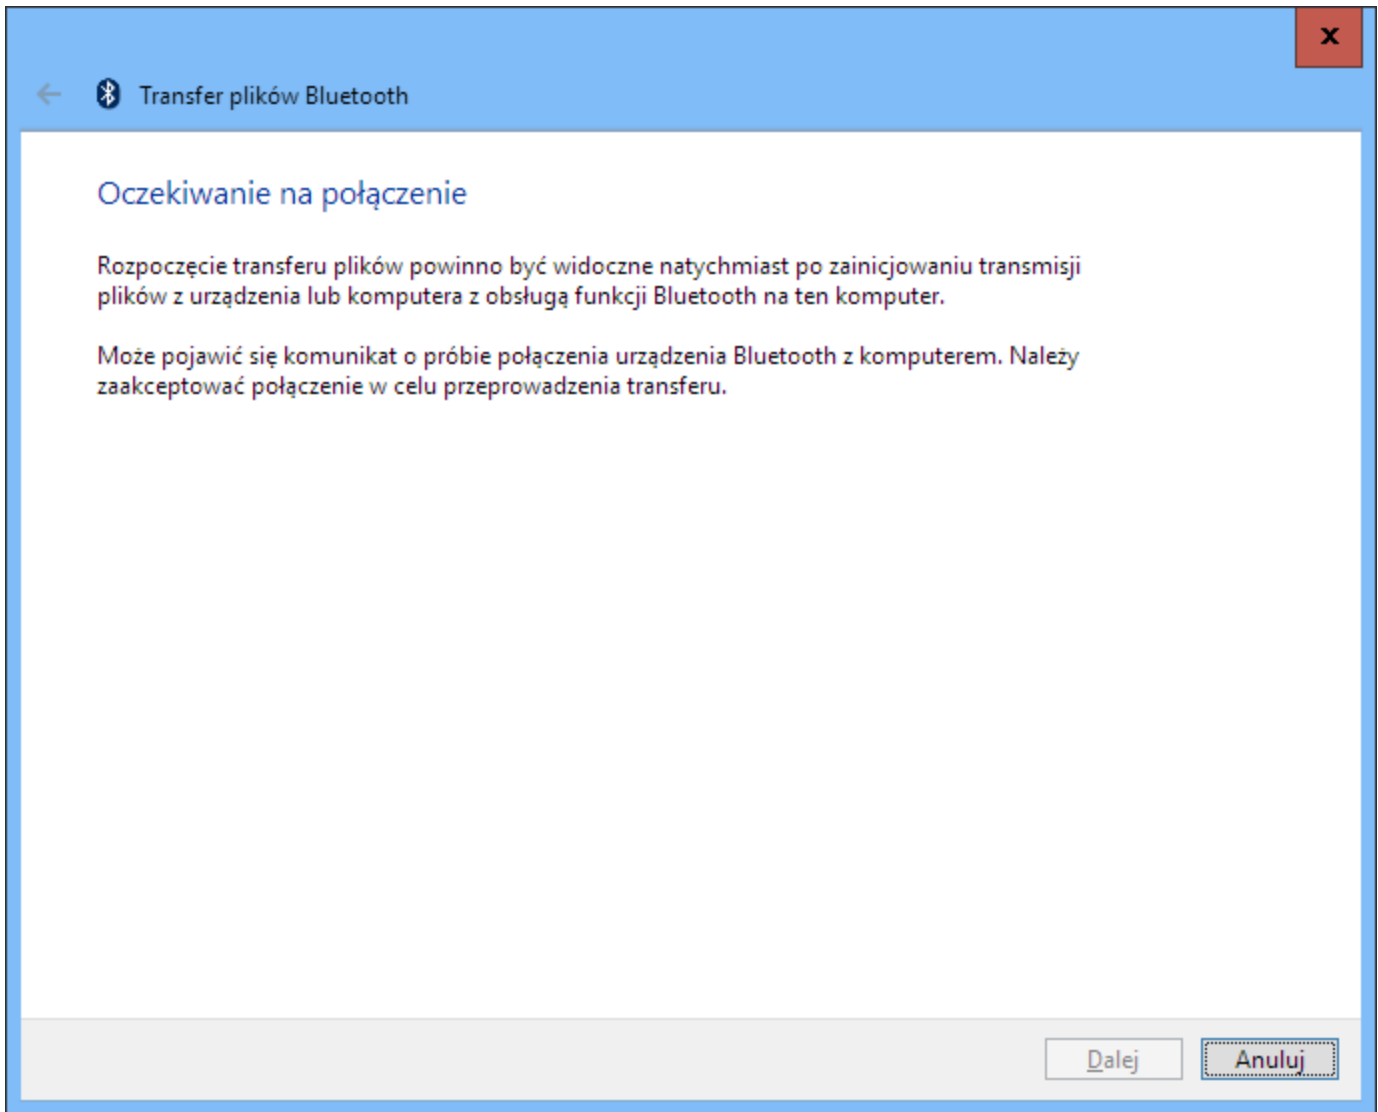 x
Transfer plików Bluetooth
Oczekiwanie na połączenie
Rozpoczęcie transferu plików powinno być widoczne natychmiast po zainicjowaniu transmisji
plików z urządzenia lub komputera z obsługą funkcji Bluetooth na ten komputer.
Może pojawić się komunikat o próbie połączenia urządzenia Bluetooth z komputerem. Należy
zaakceptować połączenie w celu przeprowadzenia transferu.
Dalej Anuluj